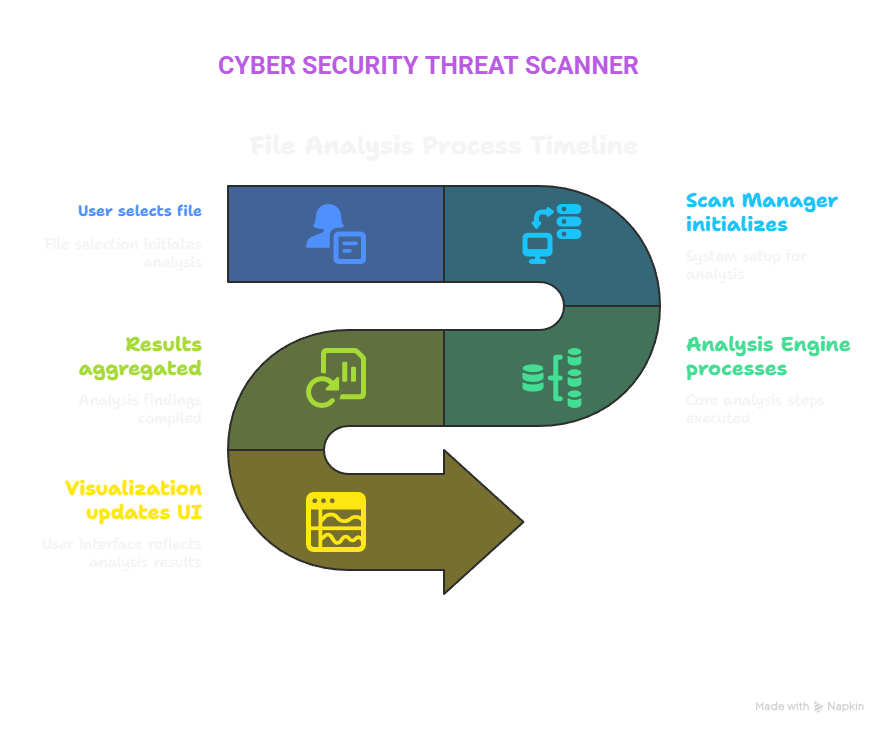 CYBER SECURITY THREAT SCANNER
File Analysis Process Timeline
User selects file
File selection initiates
analysis
Scan Manager
initializes
System setup for
analysis
Analysis Engine
processes
Core analysis steps
executed
Results
aggregated
Analysis findings
compiled
Visualization
updates UI
User interface reflects
analysis results
Made with Napkin